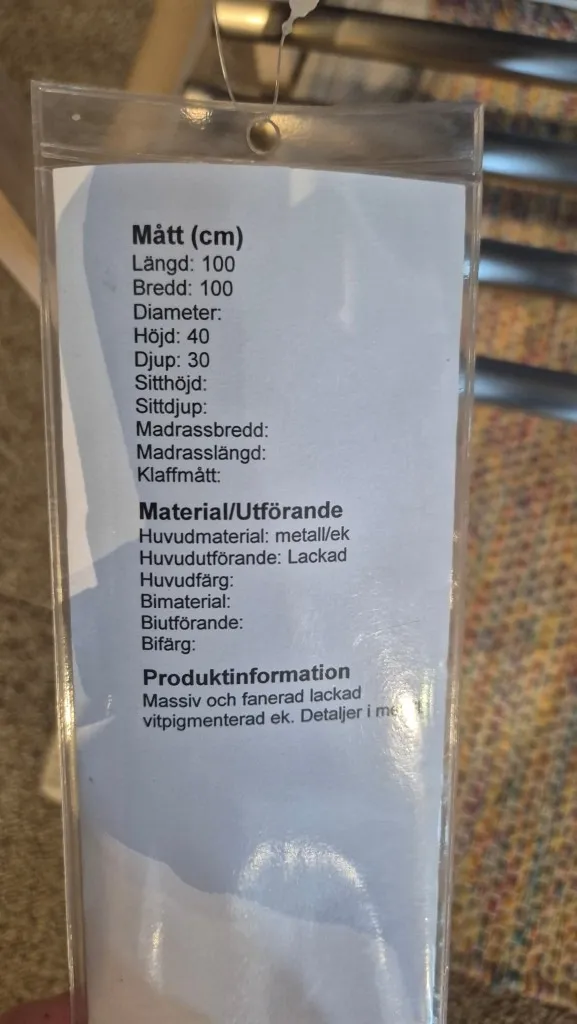 Mått (cm)
Längd: 100
Bredd: 100
Diameter:
Höjd: 40
Djup: 30
Sitthöjd:
Sittdjup:
Madrassbredd:
Madrasslängd:
Klaffmått:
Material/Utförande
Huvudmaterial: metall/ek
Huvudutförande: Lackad
Huvudfärg:
Bimaterial:
Biutförande:
Bifärg:
Produktinformation
Massiv och fanerad lackad
vitpigmenterad ek. Detaljer i